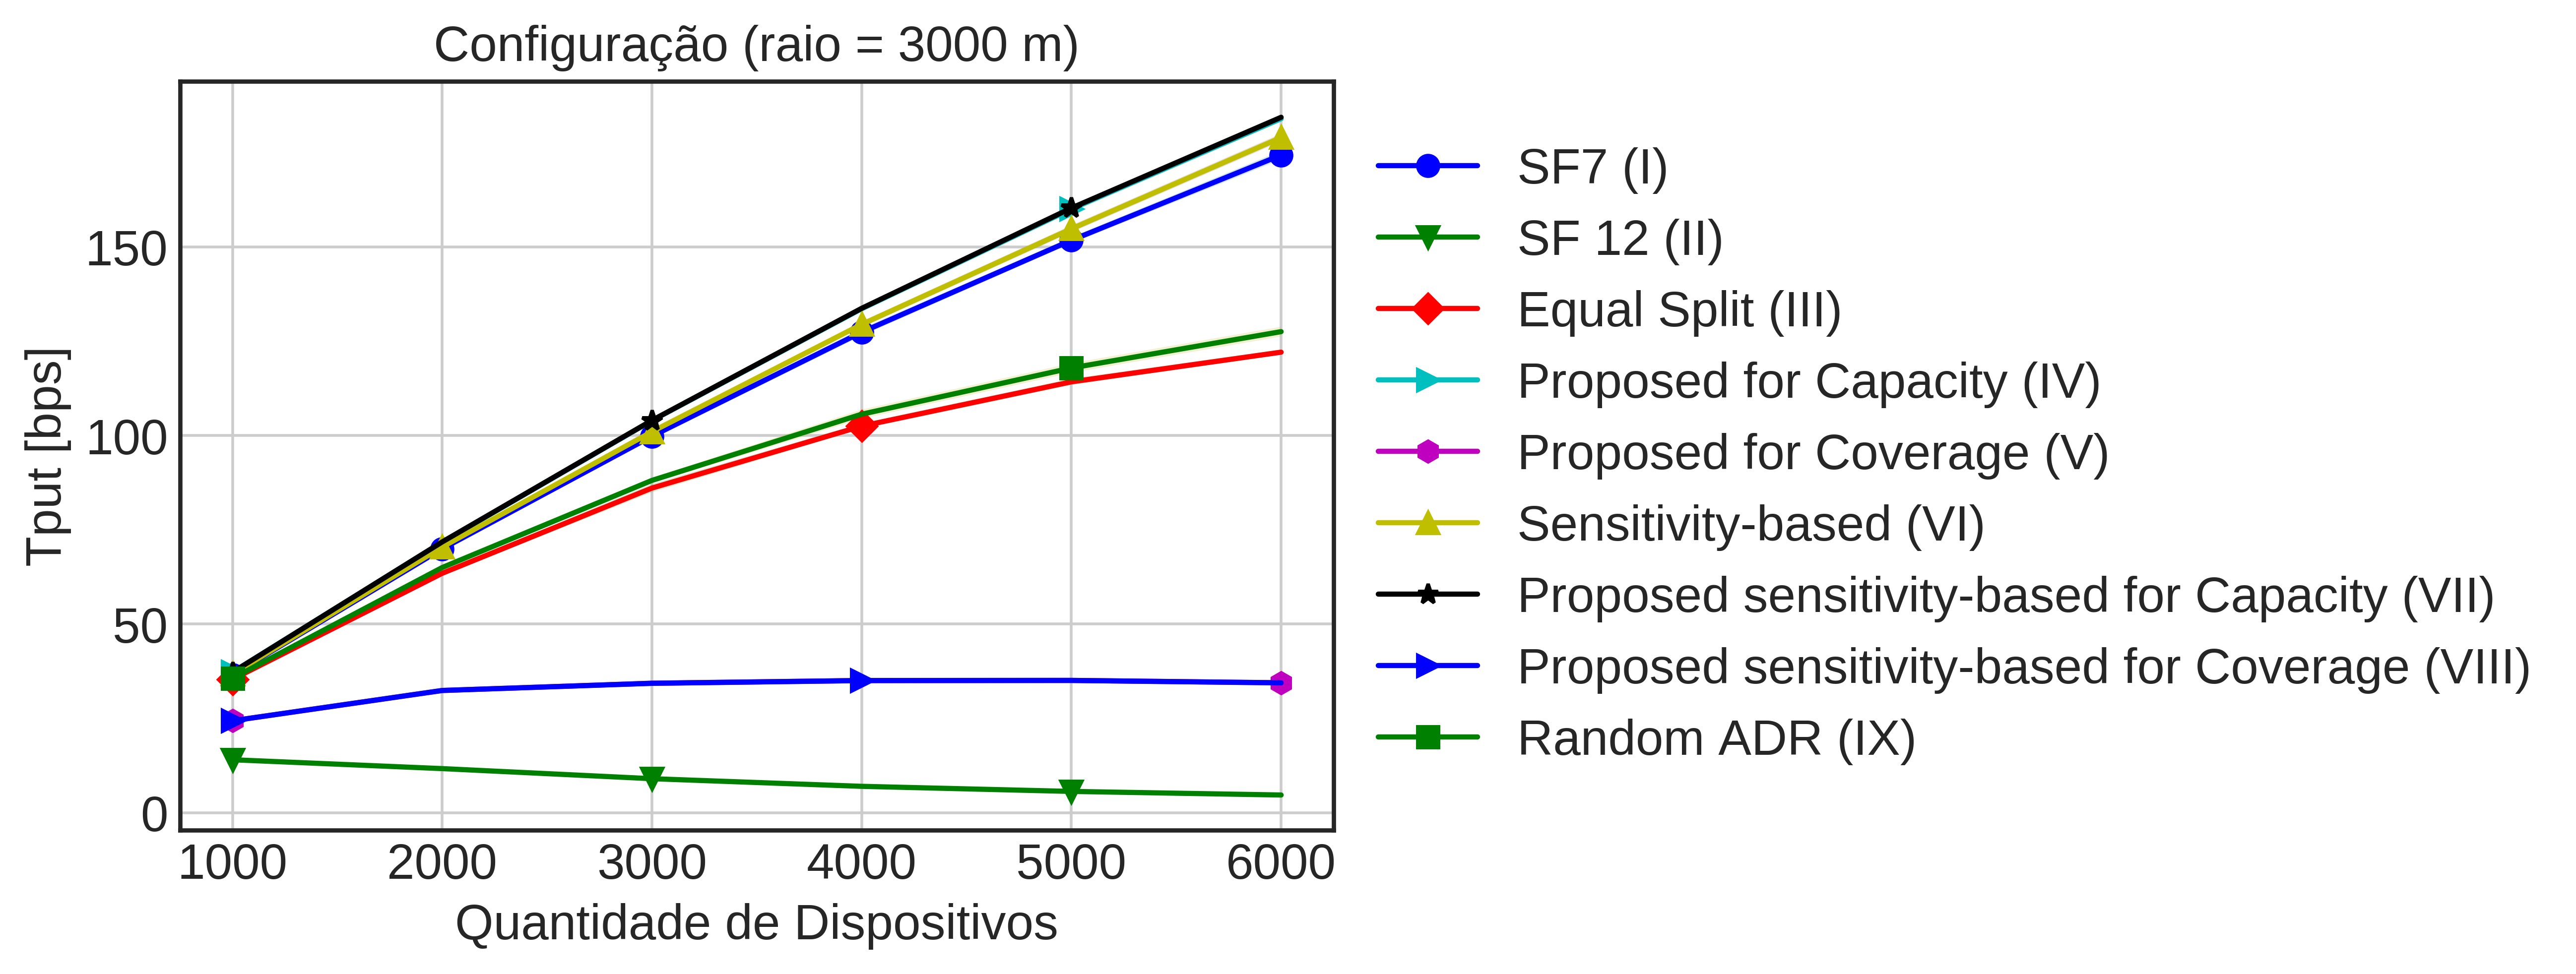 Configuração (raio = 3000 m)
Tput [bps]
150
100
50
0
1000 2000 3000 4000 5000 6000
Quantidade de Dispositivos
SF7 (I)
SF 12 (II)
Equal Split (III)
Proposed for Capacity (IV)
Proposed for Coverage (V)
Sensitivity-based (VI)
Proposed sensitivity-based for Capacity (VII)
Proposed sensitivity-based for Coverage (VIII)
Random ADR (IX)